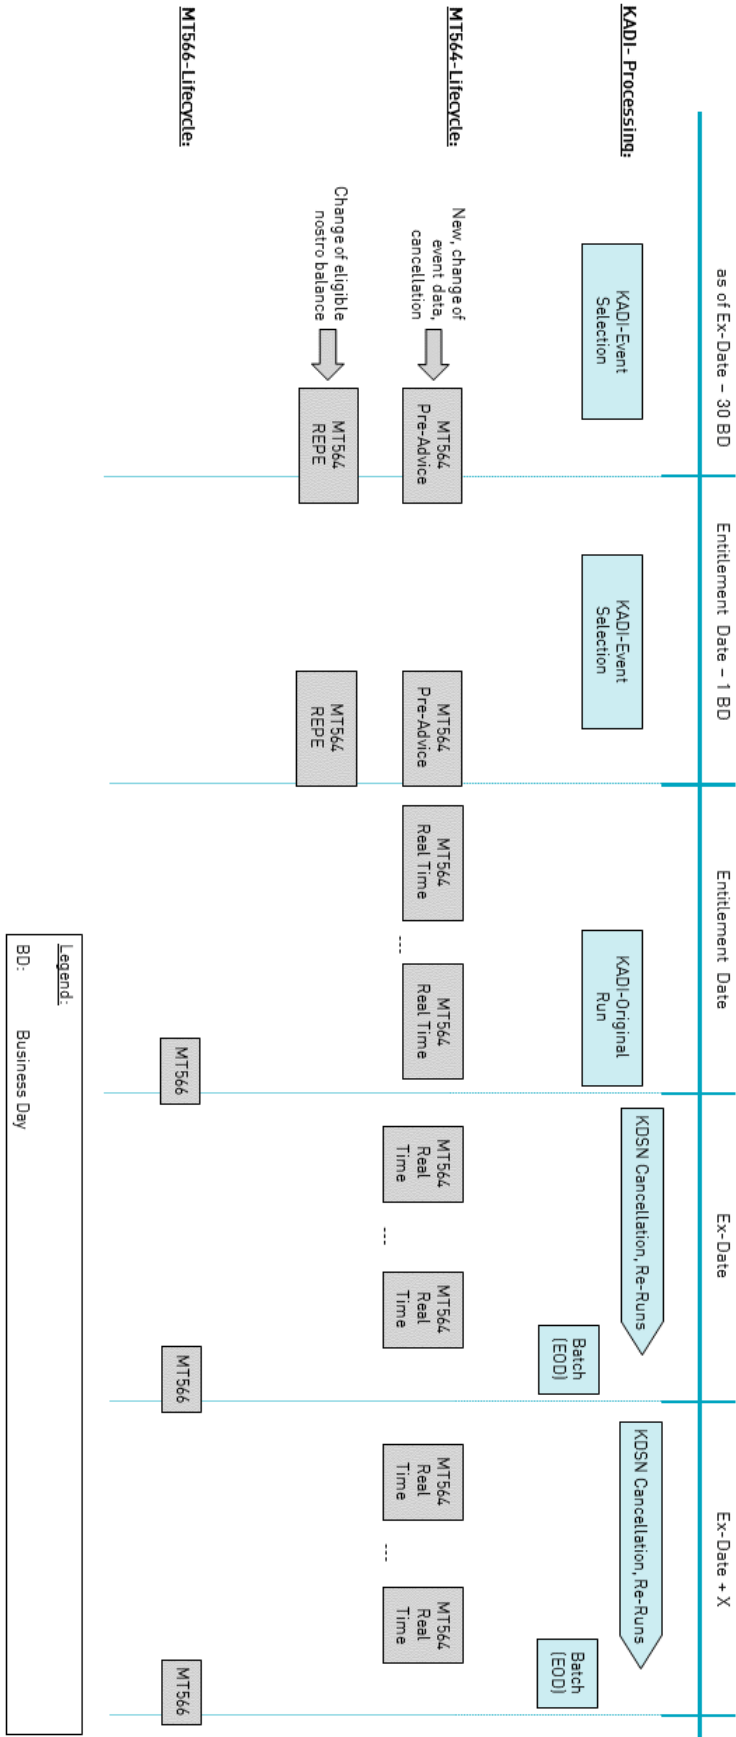 as of Ex-Date – 30 BD
Entitlement Date – 1 BD
Entitlement Date
Ex-Date
Ex-Date + X
KADI- Processing:
KADI-Event
Selection
KADI-Event
Selection
KADI-Original
Run
KDSN Cancellation, Re-Runs
Batch
(EOD)
KDSN Cancellation, Re-Runs
Batch
(EOD)
MT564-Lifecycle:
New, change of
event data,
cancellation
MT564
Pre-Advice
MT564
Pre-Advice
MT564
Real Time
---
MT564
Real Time
MT564
Real
Time
---
MT564
Real
Time
MT564
Real
Time
---
MT564
Real
Time
Change of eligible
nostro balance
MT564
REPE
MT564
REPE
MT566-Lifecycle:
MT566
MT566
MT566
Legend:
BD: Business Day